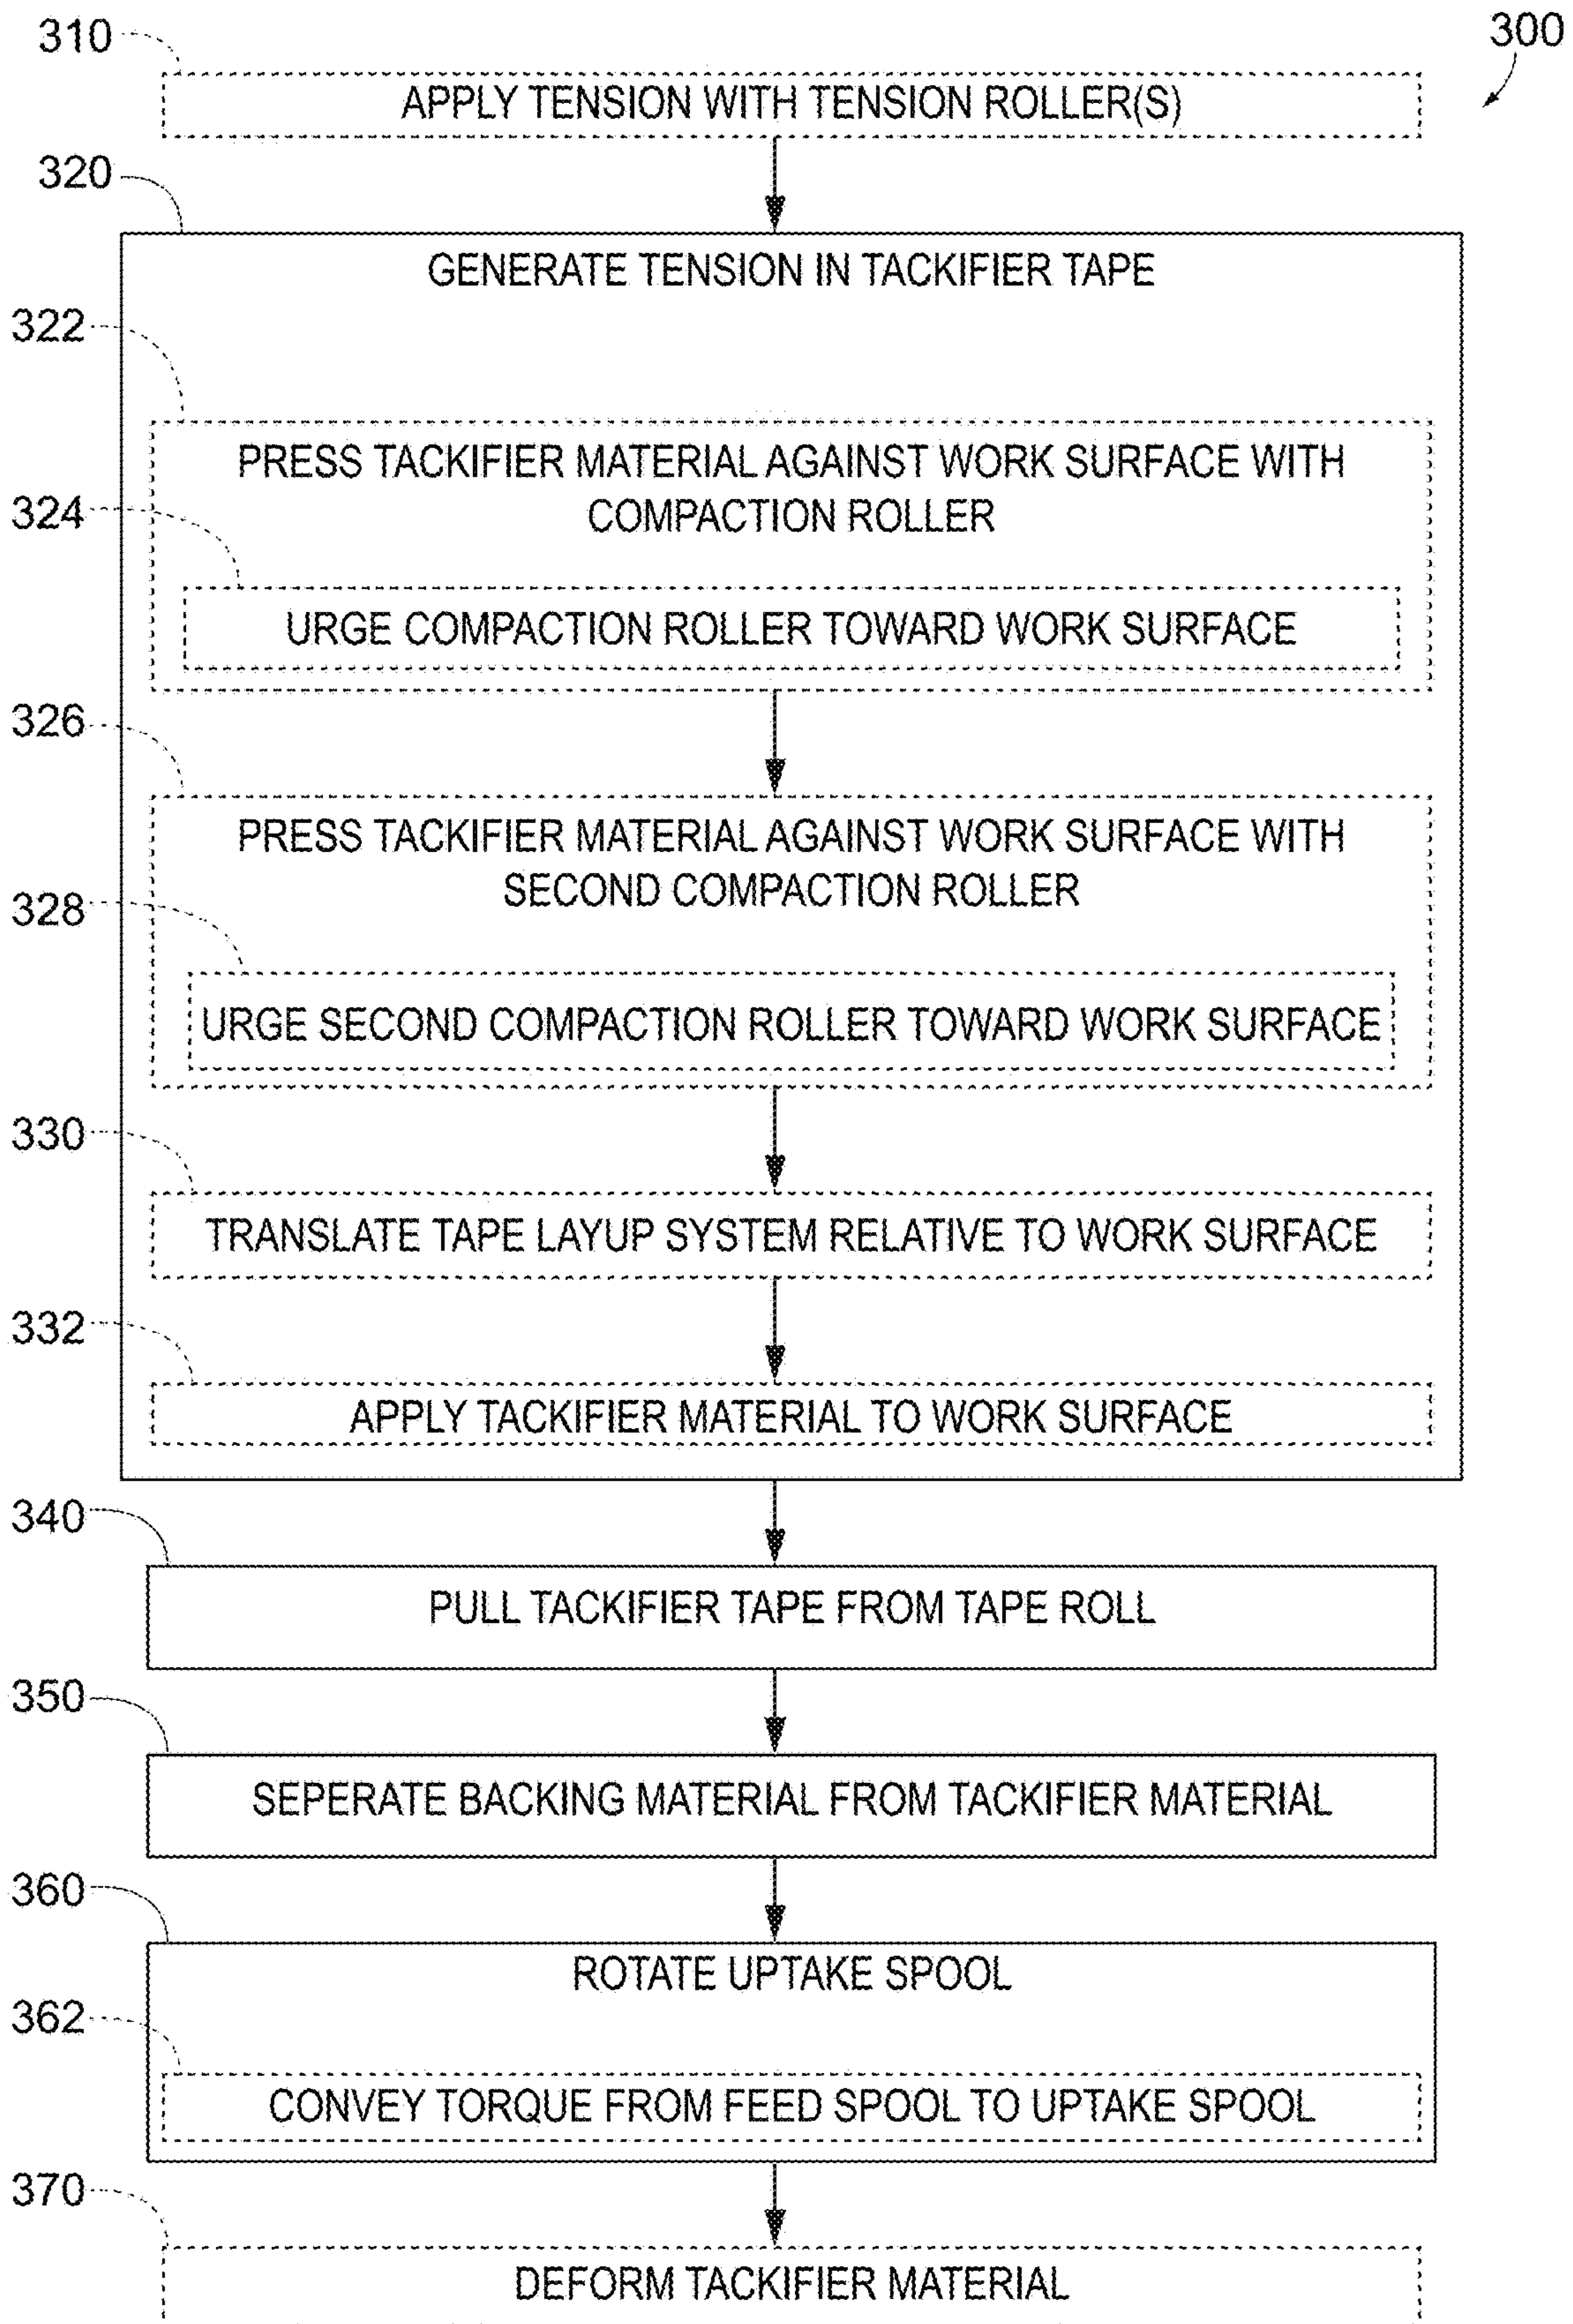 310
300
APPLY TENSION WITH TENSION ROLLER(S)
320
GENERATE TENSION IN TACKIFIER TAPE
322
PRESS TACKIFIER MATERIAL AGAINST WORK SURFACE WITH
COMPACTION ROLLER
324
URGE COMPACTION ROLLER TOWARD WORK SURFACE
326
PRESS TACKIFIER MATERIAL AGAINST WORK SURFACE WITH
SECOND COMPACTION ROLLER
328
URGE SECOND COMPACTION ROLLER TOWARD WORK SURFACE
330
TRANSLATE TAPE LAYUP SYSTEM RELATIVE TO WORK SURFACE
332
APPLY TACKIFIER MATERIAL TO WORK SURFACE
340
PULL TACKIFIER TAPE FROM TAPE ROLL
350
SEPERATE BACKING MATERIAL FROM TACKIFIER MATERIAL
360
ROTATE UPTAKE SPOOL
362
CONVEY TORQUE FROM FEED SPOOL TO UPTAKE SPOOL
370
DEFORM TACKIFIER MATERIAL